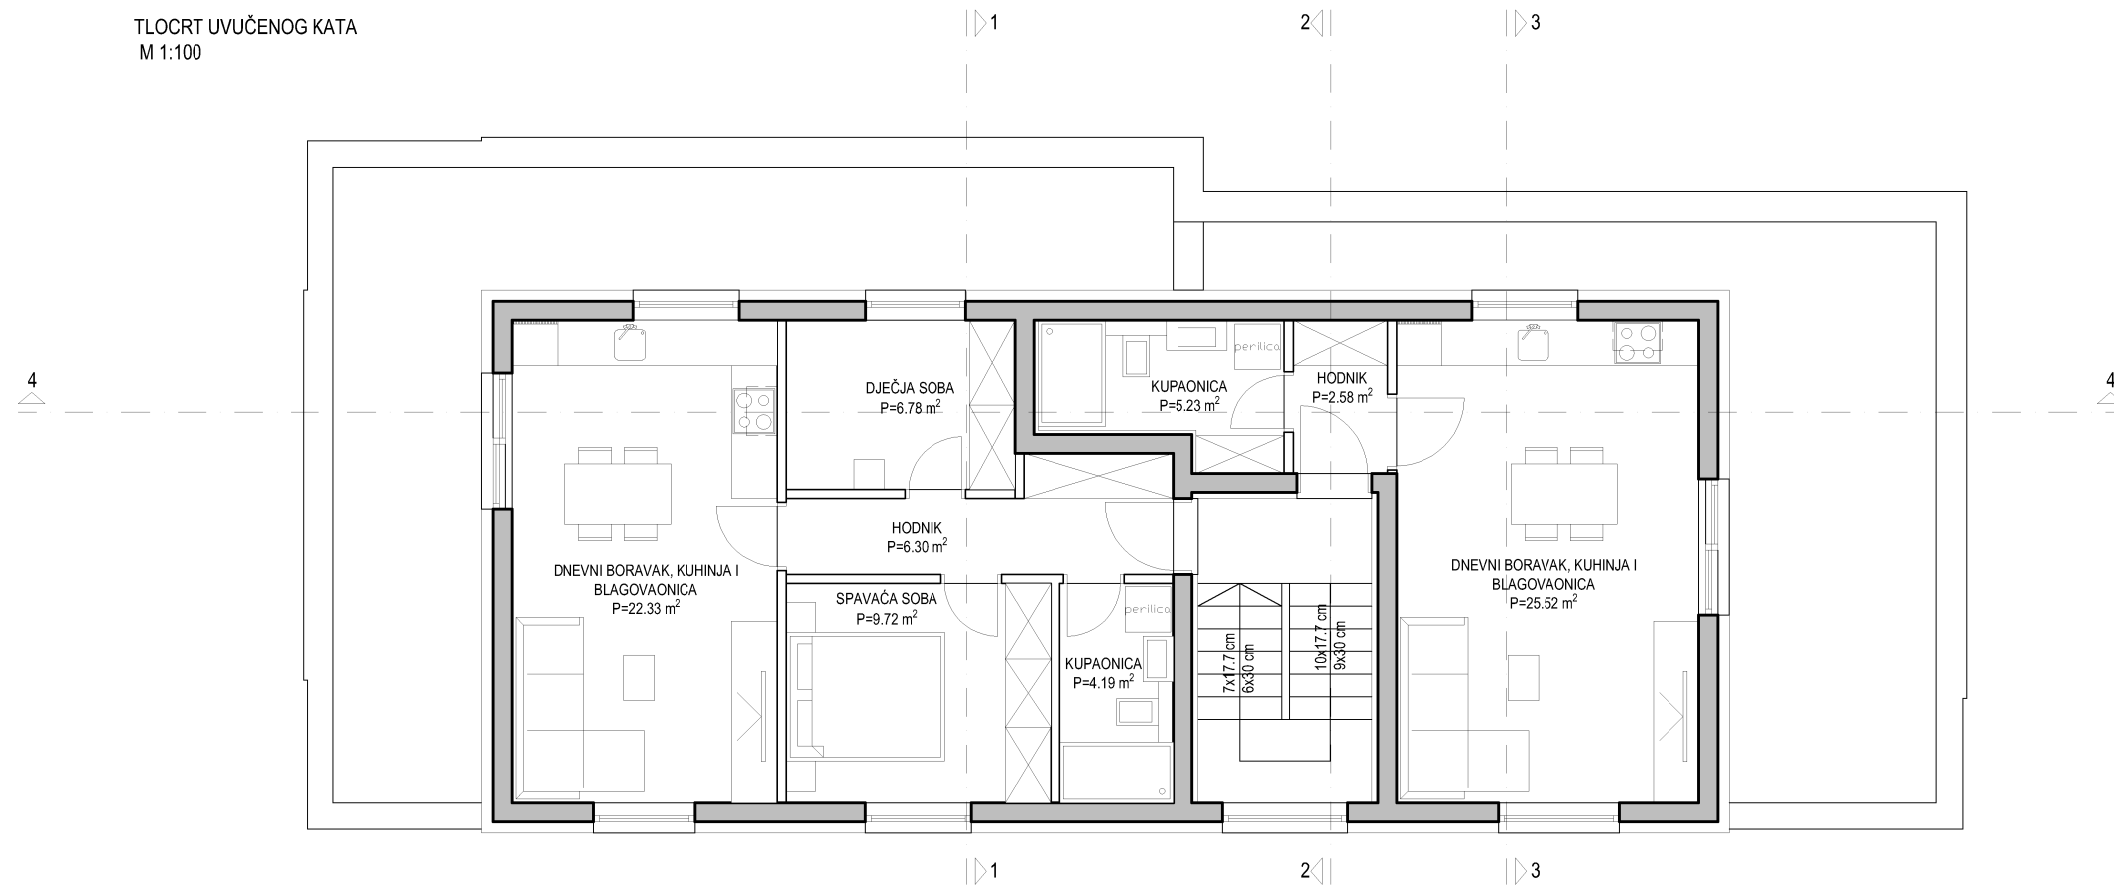 TLOCRT UVUČENOG KATA
M 1:100
1
2
3
4
4
DJEČJA SOBA
P=6.78 m²
KUPAONICA
P=5.23 m²
perilica
HODNIK
P=2.58 m²
HODNIK
P=6.30 m²
DNEVNI BORAVAK, KUHINJA I
BLAGOVAONICA
P=22.33 m²
DNEVNI BORAVAK, KUHINJA I
BLAGOVAONICA
P=25.52 m²
SPAVAĆA SOBA
P=9.72 m²
perilica
KUPAONICA
P=4.19 m²
7x17.7 cm
6x30 cm
10x17.7 cm
9x30 cm
1
2
3